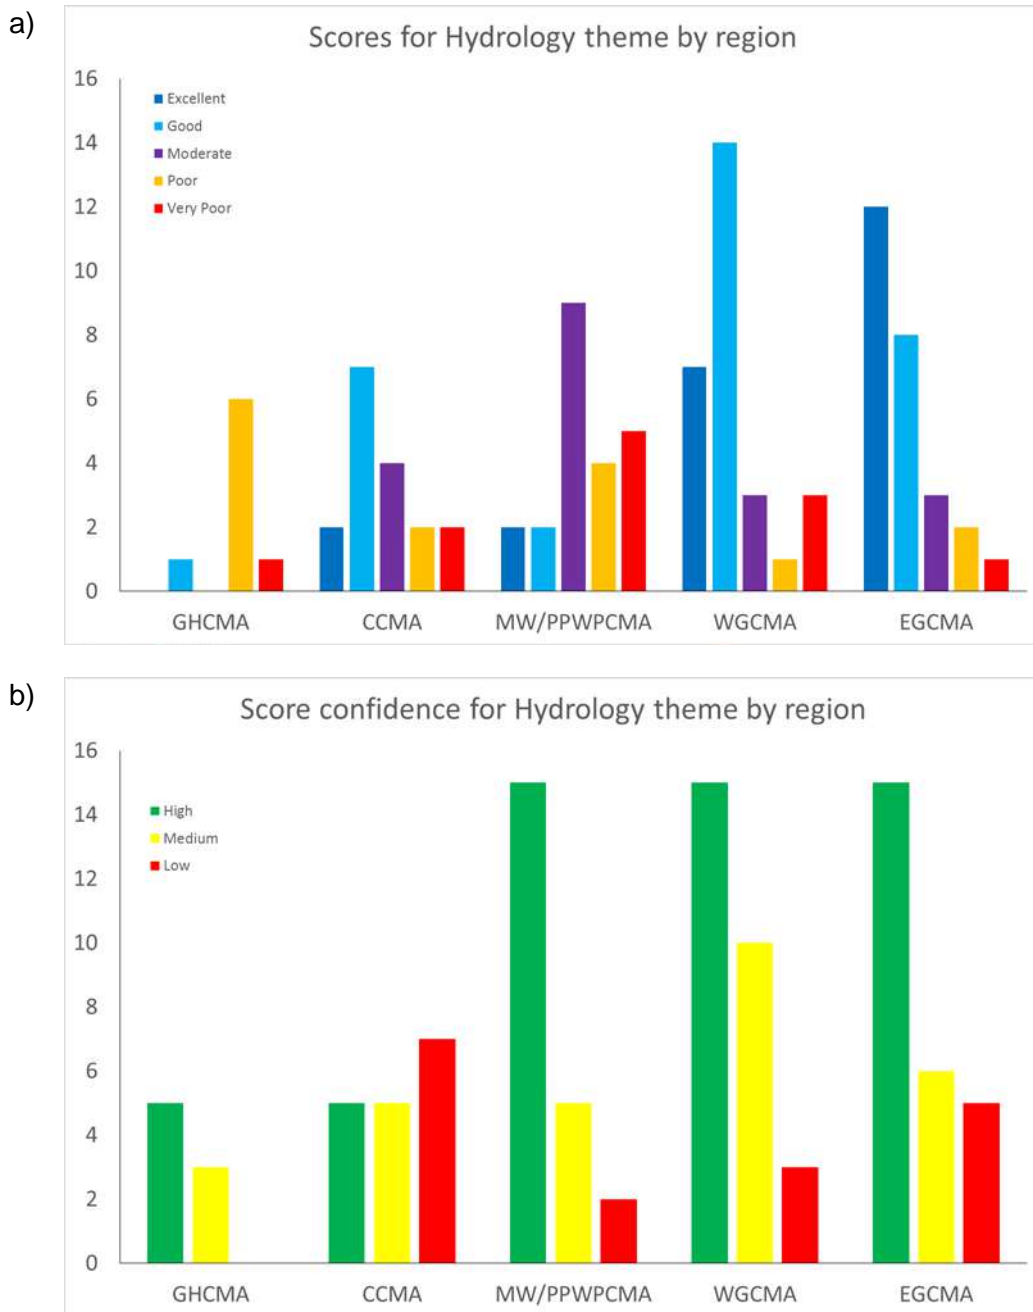 a)
Scores for Hydrology theme by region
16
14
12
10
8
6
4
2
0
Excellent
Good
Moderate
Poor
Very Poor
GHCMA CCMA MW/PPWPCMA WGCMA EGCMA
b)
Score confidence for Hydrology theme by region
16
14
12
10
8
6
4
2
0
High
Medium
Low
GHCMA CCMA MW/PPWPCMA WGCMA EGCMA